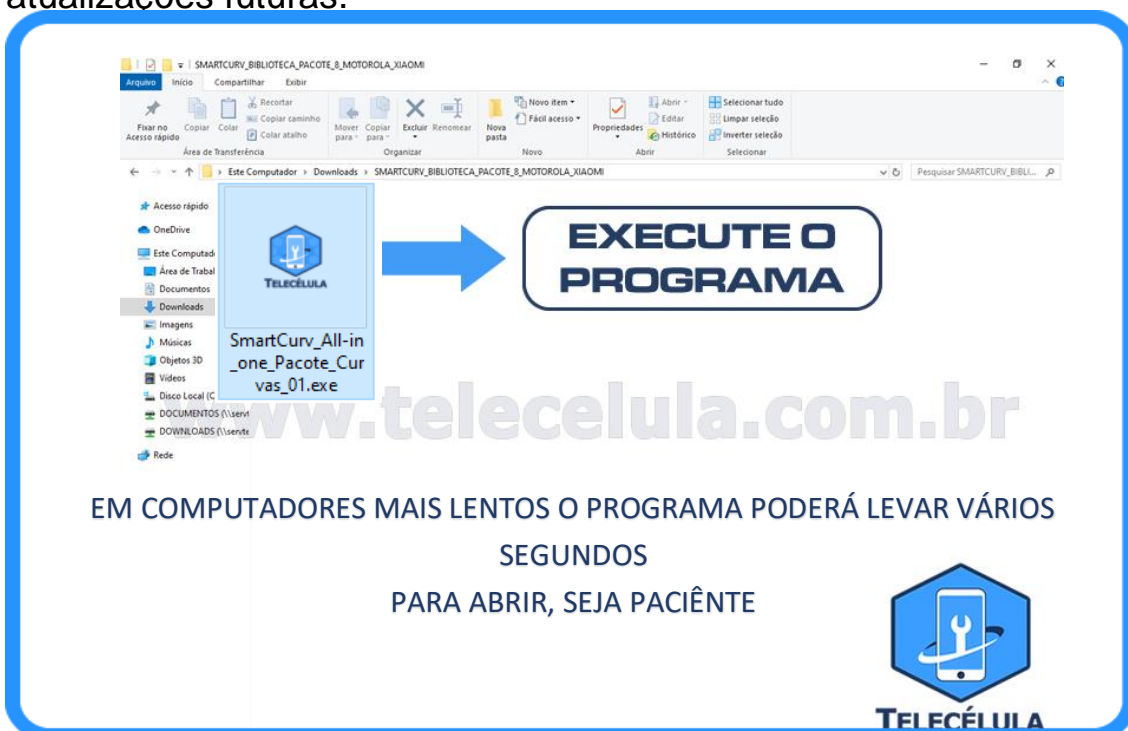 atualizações futuras.
SMARTCURV_BIBLIOTECA_PACOTE_8_MOTOROLA_XIAOMI
Arquivo Início Compartilhar Exibir
Fixar no Acesso rápido
Copiar
Colar
Recortar
Copiar caminho
Colar atalho
Mover para
Copiar para
Excluir
Renomear
Nova pasta
Novo item
Fácil acesso
Propriedades
Abrir
Editar
Histórico
Selecionar tudo
Limpar seleção
Inverter seleção
Área de Transferência Organizar Novo Abrir Selecionar
Este Computador > Downloads > SMARTCURV_BIBLIOTECA_PACOTE_8_MOTOROLA_XIAOMI
Pesquisar SMARTCURV_BIBLI...
Acesso rápido
OneDrive
Este Computad
Área de Trabal
Documentos
Downloads
Imagens
Músicas
Objetos 3D
Vídeos
Disco Local (C
DOCUMENTOS (\\servi
DOWNLOADS (\\serve
Rede
TELECÉLULA
SmartCurv_All-in
_one_Pacote_Cur
vas_01.exe
EXECUTE O
PROGRAMA
www.telecelula.com.br
EM COMPUTADORES MAIS LENTOS O PROGRAMA PODERÁ LEVAR VÁRIOS
SEGUNDOS
PARA ABRIR, SEJA PACIÊNTE
TELECÉLULA